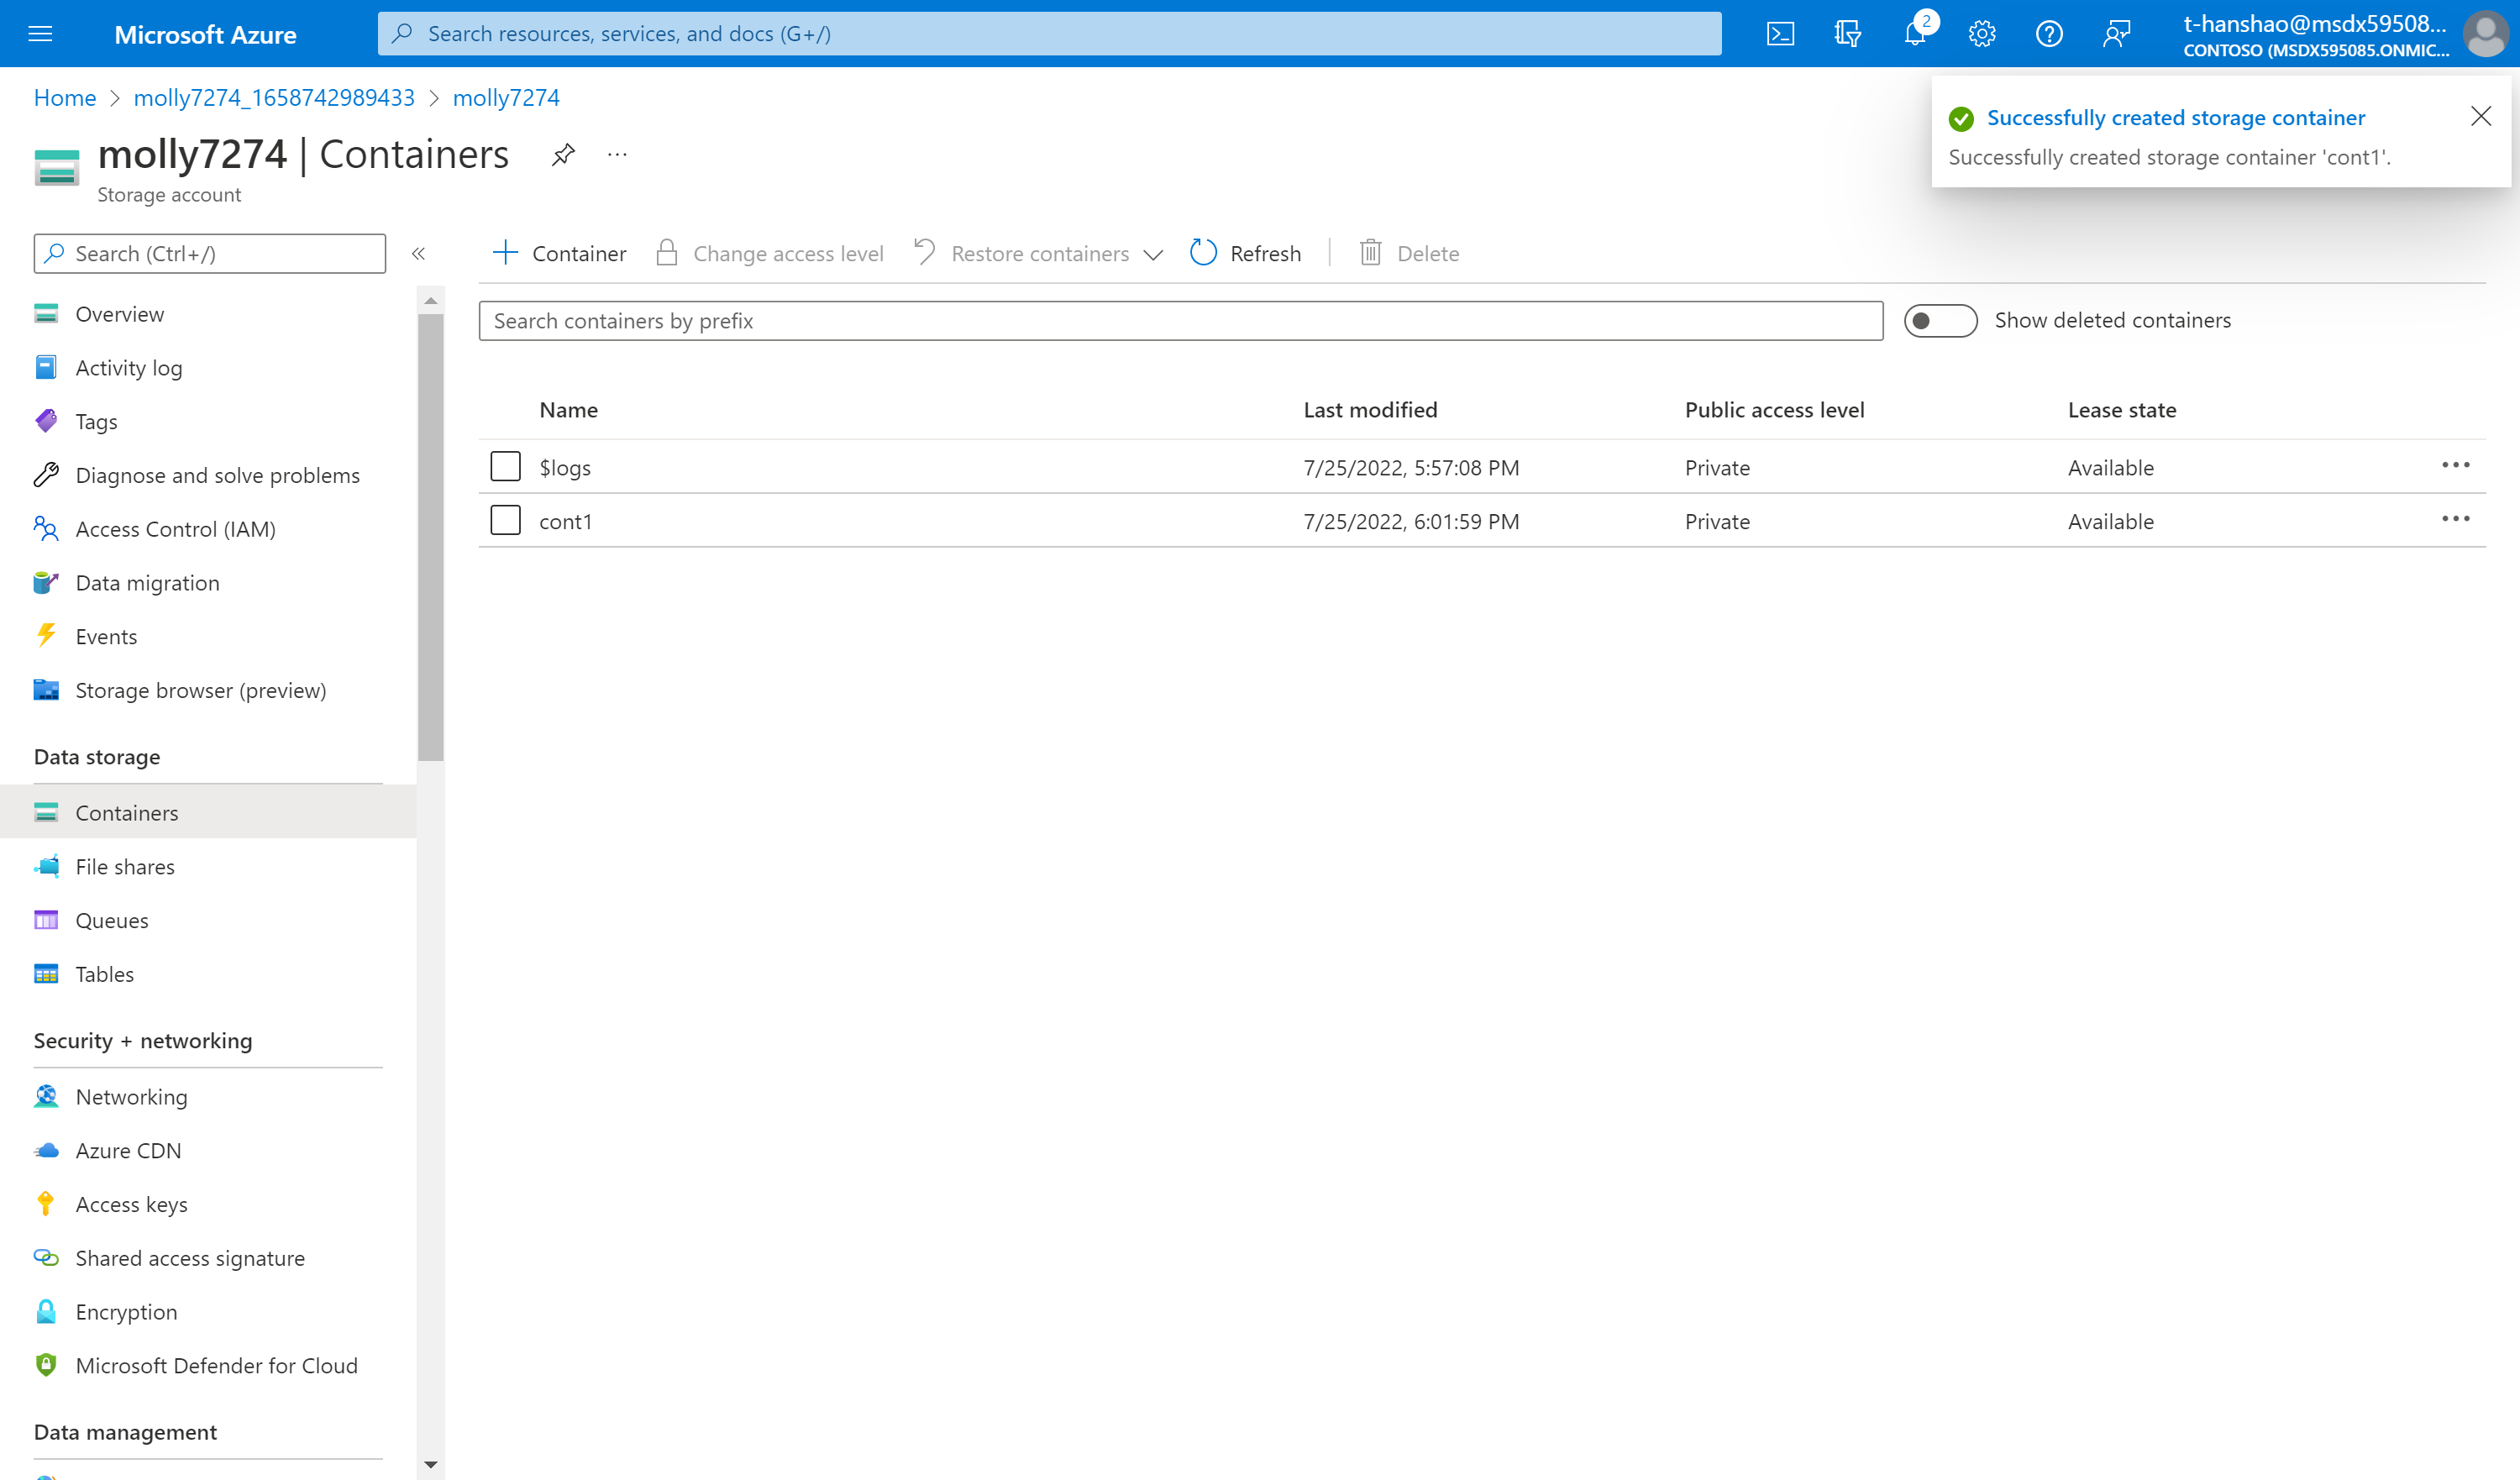 Microsoft Azure
Search resources, services, and docs (G+/)
2
t-hanshao@msdx59508...
CONTOSO (MSDX595085.ONMIC...
Home > molly7274_1658742989433 > molly7274
Successfully created storage container
Successfully created storage container 'cont1'.
molly7274 | Containers
Storage account
Search (Ctrl+/)
Container
Change access level
Restore containers
Refresh
Delete
Search containers by prefix
Show deleted containers
Name Last modified Public access level Lease state
$logs 7/25/2022, 5:57:08 PM Private Available
cont1 7/25/2022, 6:01:59 PM Private Available
Overview
Activity log
Tags
Diagnose and solve problems
Access Control (IAM)
Data migration
Events
Storage browser (preview)
Data storage
Containers
File shares
Queues
Tables
Security + networking
Networking
Azure CDN
Access keys
Shared access signature
Encryption
Microsoft Defender for Cloud
Data management